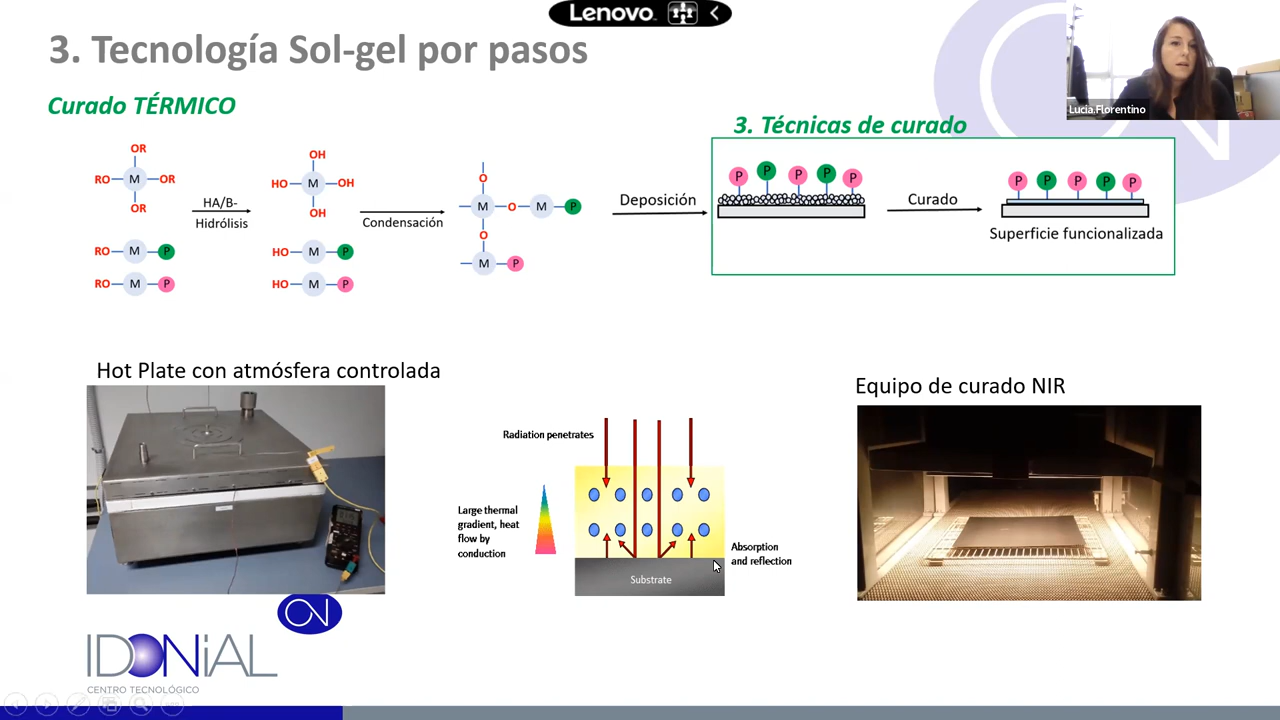 Lenovo
3. Tecnología Sol-gel por pasos
Lucía.Florentino
Curado TÉRMICO
3. Técnicas de curado
OR
RO M OR
OR
RO M P
RO M P
HA/B-
Hidrólisis
OH
HO M OH
OH
HO M P
HO M P
Condensación
O
M O M P
O
M P
Deposición
P P P P P
Curado
P P P P P
Superficie funcionalizada
Hot Plate con atmósfera controlada
Equipo de curado NIR
Radiation penetrates
Large thermal
gradient, heat
flow by
conduction
Absorption
and reflection
Substrate
IDONIAL
CENTRO TECNOLÓGICO